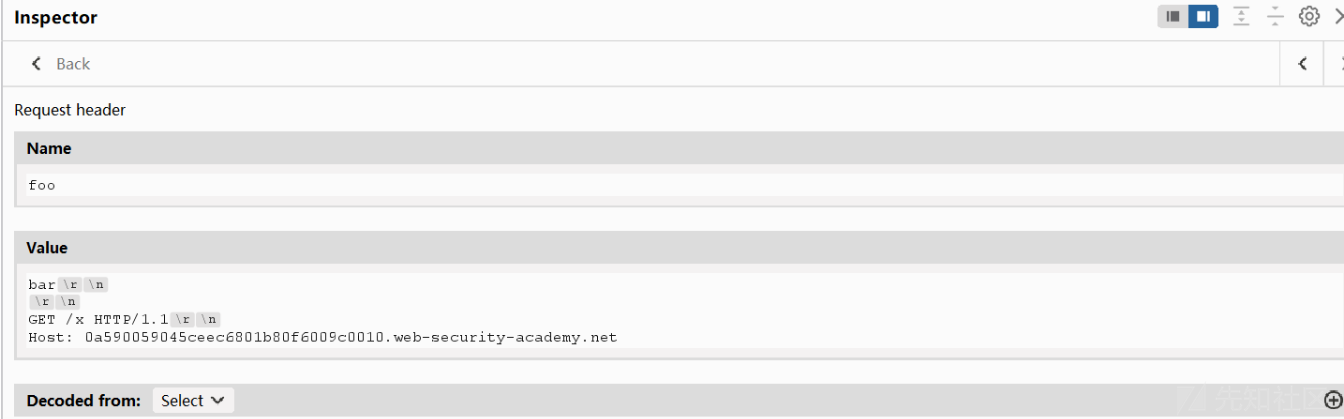 Inspector
Back
Request header
Name
foo
Value
bar\r\n
\r\n
GET /x HTTP/1.1\r\n
Host: 0a590059045ceec6801b80f6009c0010.web-security-academy.net
Decoded from: Select
先知社区